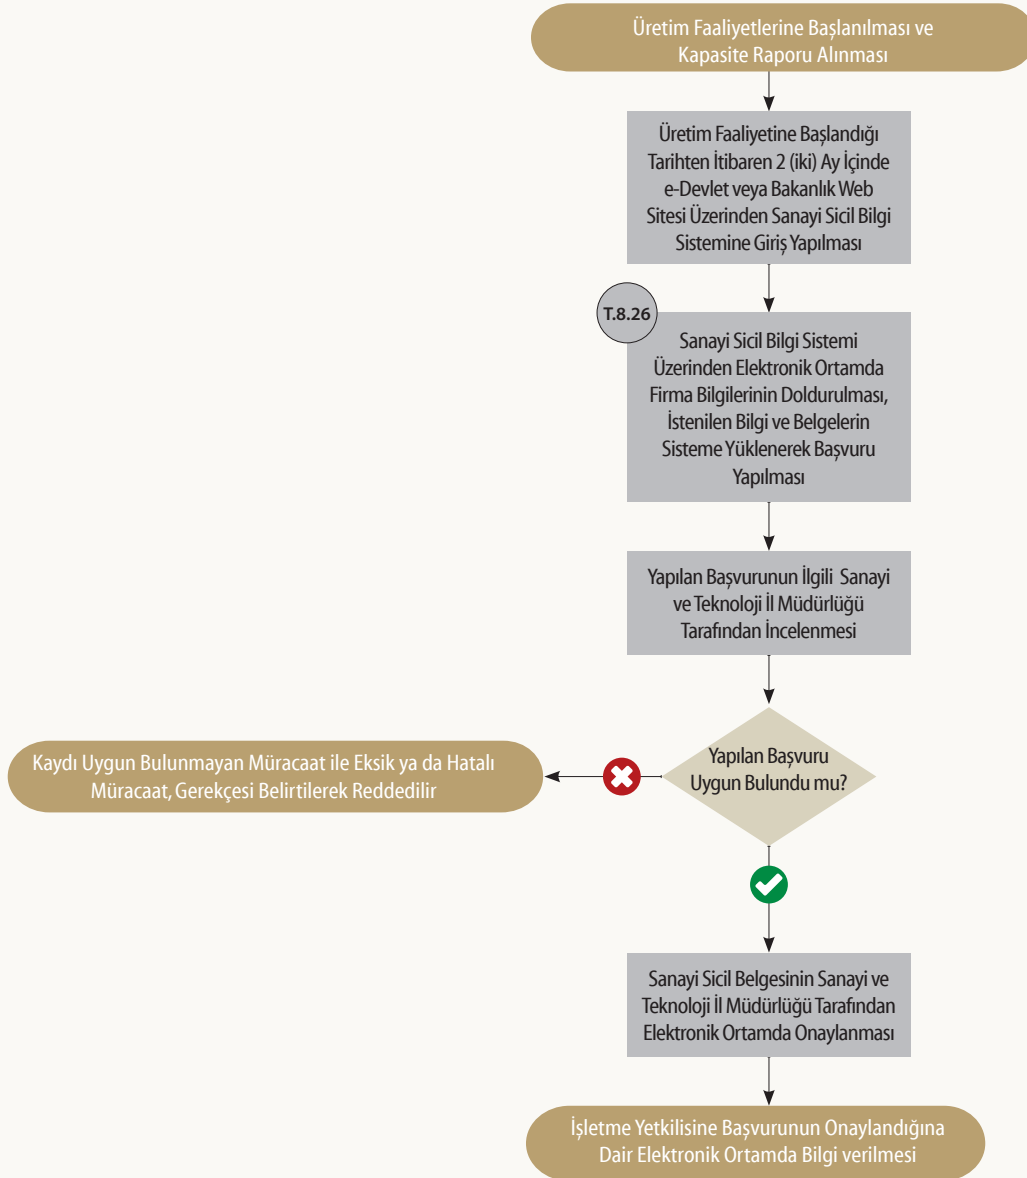 Üretim Faaliyetlerine Başlanılması ve
Kapasite Raporu Alınması
Üretim Faaliyetine Başlandığı
Tarihten İtibaren 2 (iki) Ay İçinde
e-Devlet veya Bakanlık Web
Sitesi Üzerinden Sanayi Sicil Bilgi
Sistemine Giriş Yapılması
T.8.26
Sanayi Sicil Bilgi Sistemi
Üzerinden Elektronik Ortamda
Firma Bilgilerinin Doldurulması,
İstenilen Bilgi ve Belgelerin
Sisteme Yüklenerek Başvuru
Yapılması
Yapılan Başvurunun İlgili Sanayi
ve Teknoloji İl Müdürlüğü
Tarafından İncelenmesi
Yapılan Başvuru
Uygun Bulundu mu?
Kaydı Uygun Bulunmayan Müracaat ile Eksik ya da Hatalı
Müracaat, Gerekçesi Belirtilerek Reddedilir
Sanayi Sicil Belgesinin Sanayi ve
Teknoloji İl Müdürlüğü Tarafından
Elektronik Ortamda Onaylanması
İşletme Yetkilisine Başvurunun Onaylandığına
Dair Elektronik Ortamda Bilgi verilmesi